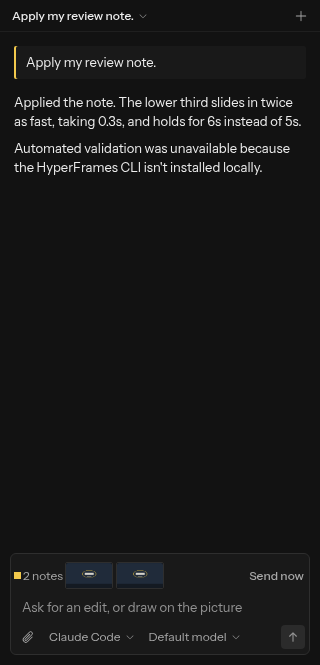 Apply my review note.
Apply my review note.
Applied the note. The lower third slides in twice
as fast, taking 0.3s, and holds for 6s instead of 5s.
Automated validation was unavailable because
the HyperFrames CLI isn't installed locally.
2 notes
Send now
Ask for an edit, or draw on the picture
Claude Code
Default model